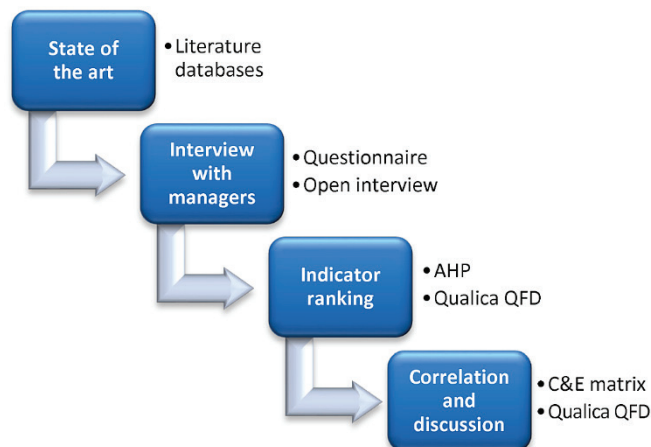 State of
the art
•Literature
databases
Interview
with
managers
•Questionnaire
•Open interview
Indicator
ranking
•AHP
•Qualica QFD
Correlation
and
discussion
•C&E matrix
•Qualica QFD